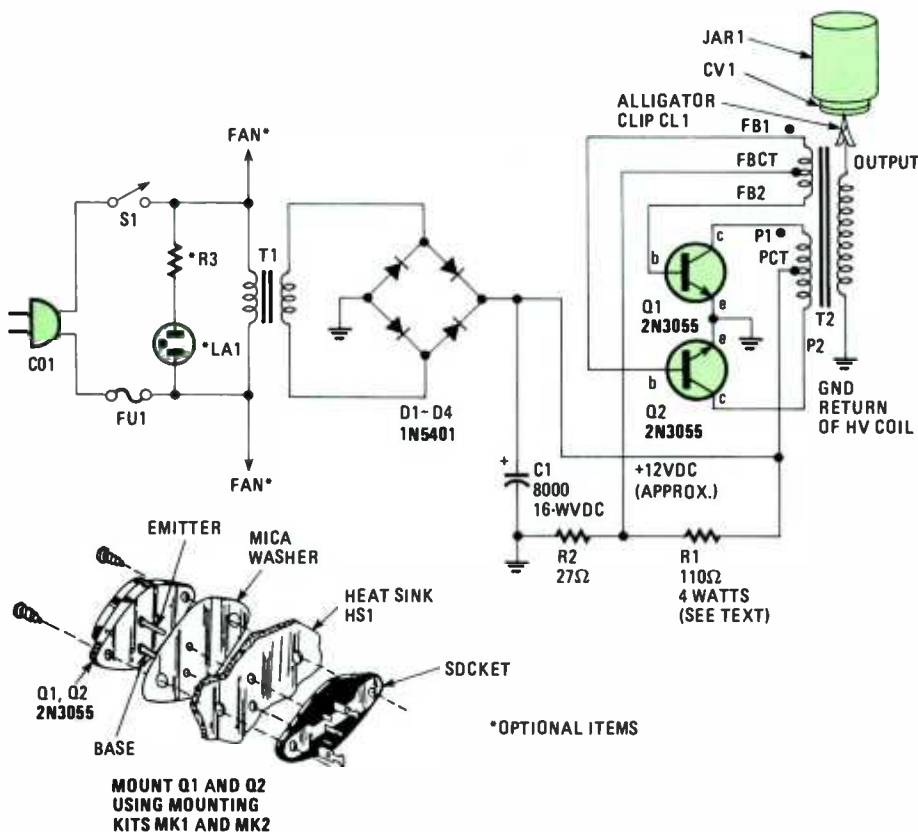 JAR1
CV1
ALLIGATOR
CLIP CL1
FAN*
FB1
OUTPUT
FBCT
FB2
S1
*R3
T1
c
P1
PCT
b
Q1
2N3055
e
e
T2
P2
CO1
*LA1
FU1
D1-D4
1N5401
b
c
Q2
2N3055
GND
RETURN
OF HV COIL
+
C1
8000
16-WVDC
+12VDC
(APPROX.)
FAN*
R2
27Ω
R1
110Ω
4 WATTS
(SEE TEXT)
EMITTER
MICA
WASHER
HEAT SINK
HS1
SOCKET
Q1, Q2
2N3055
BASE
*OPTIONAL ITEMS
MOUNT Q1 AND Q2
USING MOUNTING
KITS MK1 AND MK2